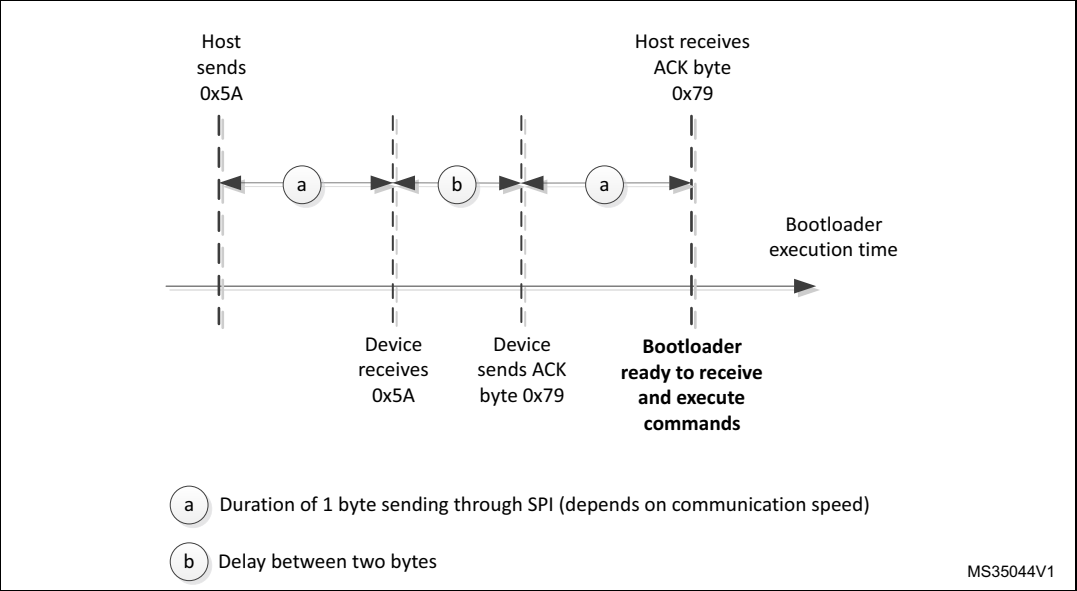 Host
sends
0x5A
Host receives
ACK byte
0x79
a
b
a
Bootloader
execution time
Device
receives
0x5A
Device
sends ACK
byte 0x79
Bootloader
ready to receive
and execute
commands
a Duration of 1 byte sending through SPI (depends on communication speed)
b Delay between two bytes
MS35044V1